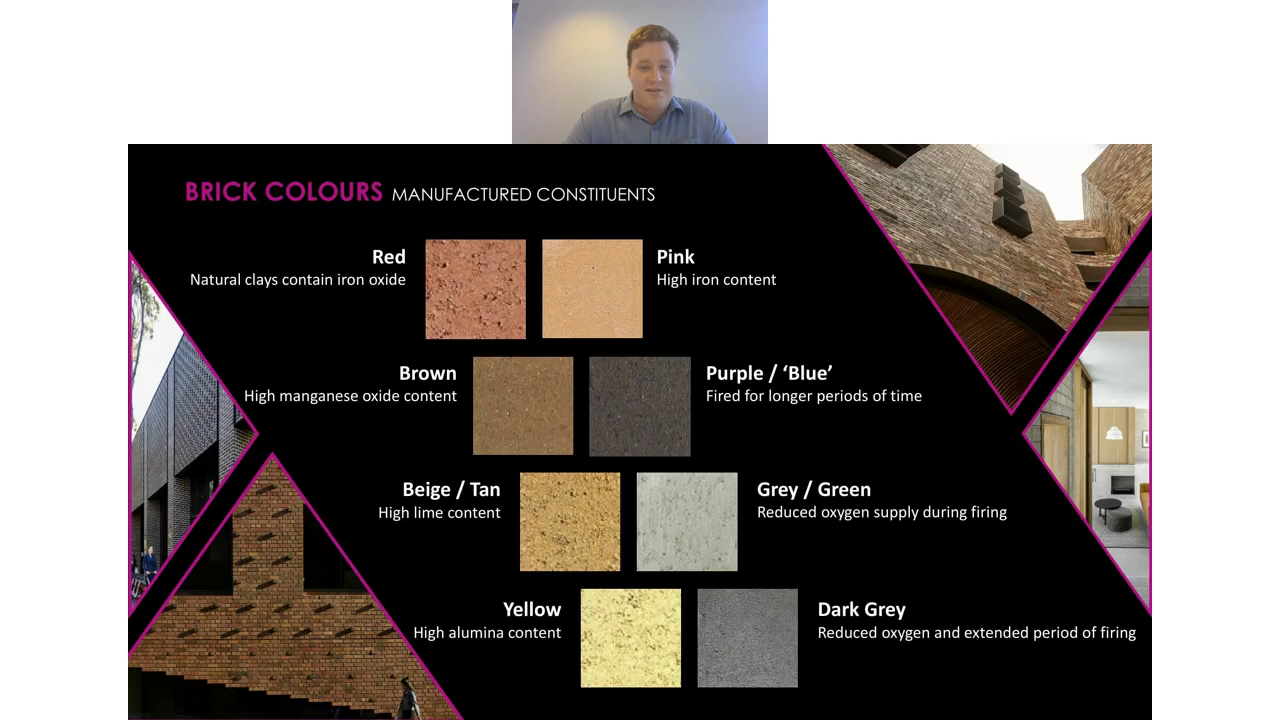 BRICK COLOURS MANUFACTURED CONSTITUENTS
Red
Natural clays contain iron oxide
Pink
High iron content
Brown
High manganese oxide content
Purple / ‘Blue’
Fired for longer periods of time
Beige / Tan
High lime content
Grey / Green
Reduced oxygen supply during firing
Yellow
High alumina content
Dark Grey
Reduced oxygen and extended period of firing